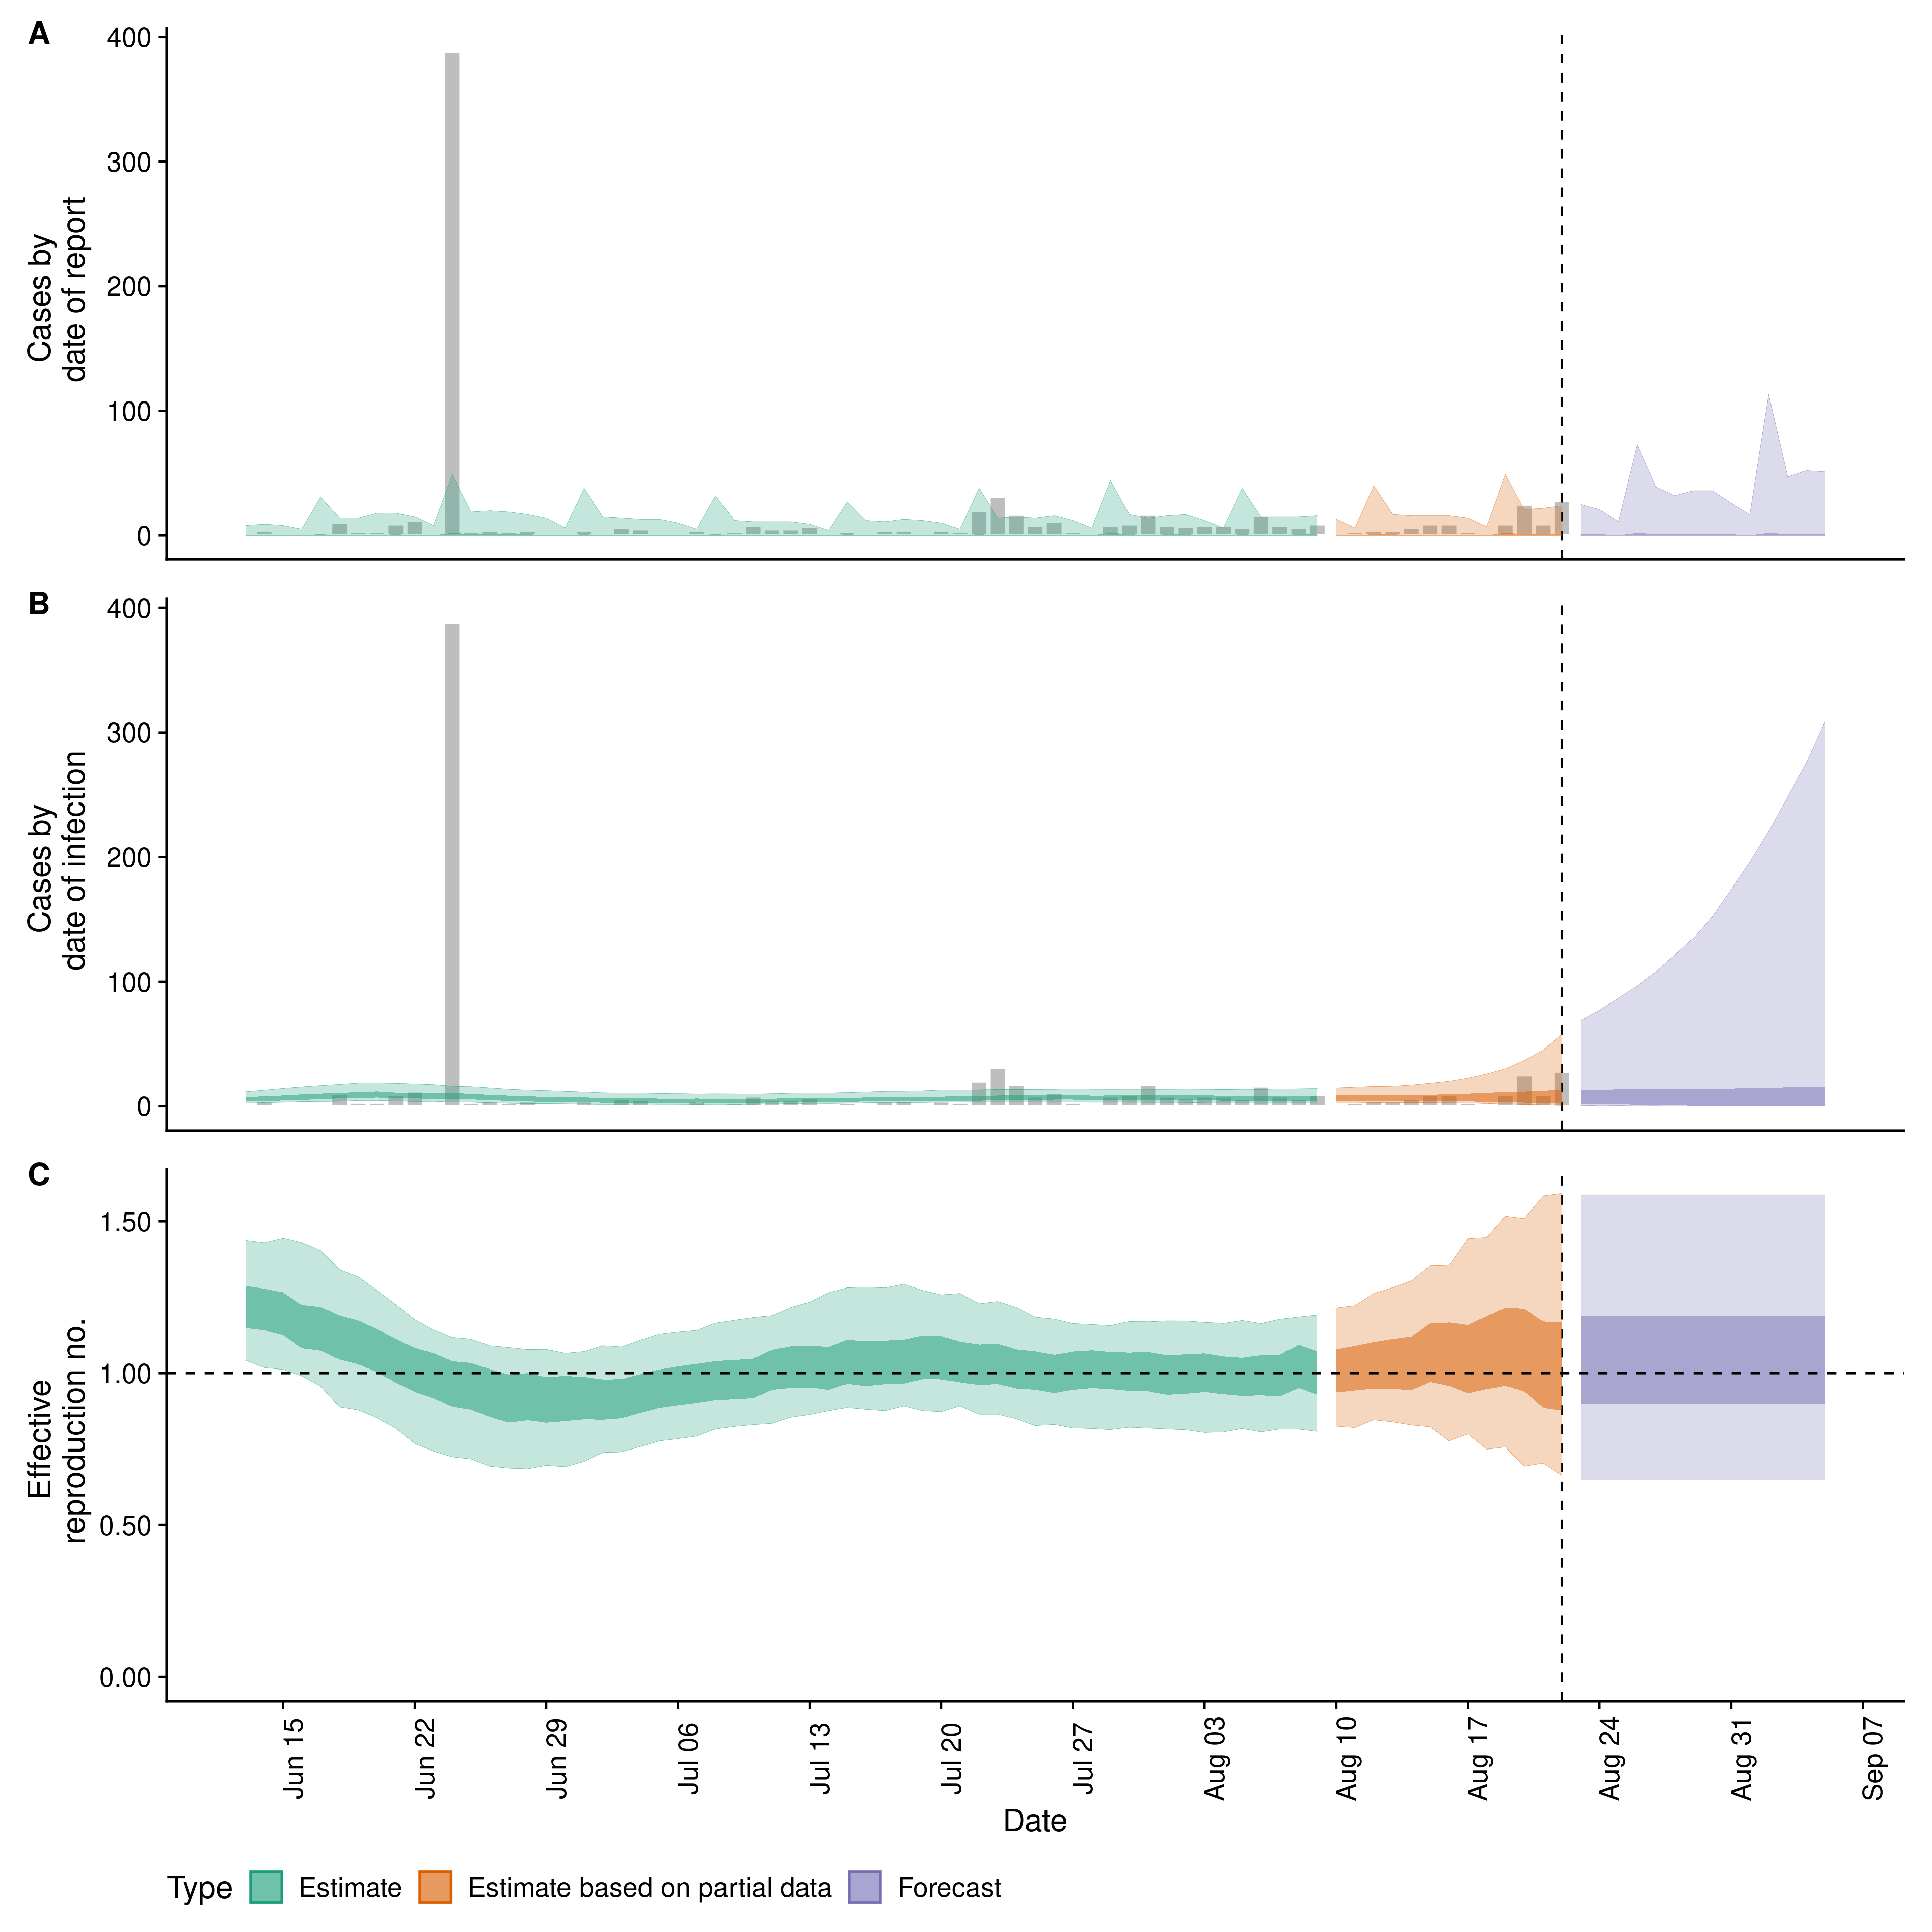 A
400
300
200
100
0
Cases by
date of report
B
400
300
200
100
0
Cases by
date of infection
C
1.50
1.00
0.50
0.00
Effective
reproduction no.
Jun 15
Jun 22
Jun 29
Jul 06
Jul 13
Jul 20
Jul 27
Aug 03
Aug 10
Aug 17
Aug 24
Aug 31
Sep 07
Date
Type Estimate Estimate based on partial data Forecast